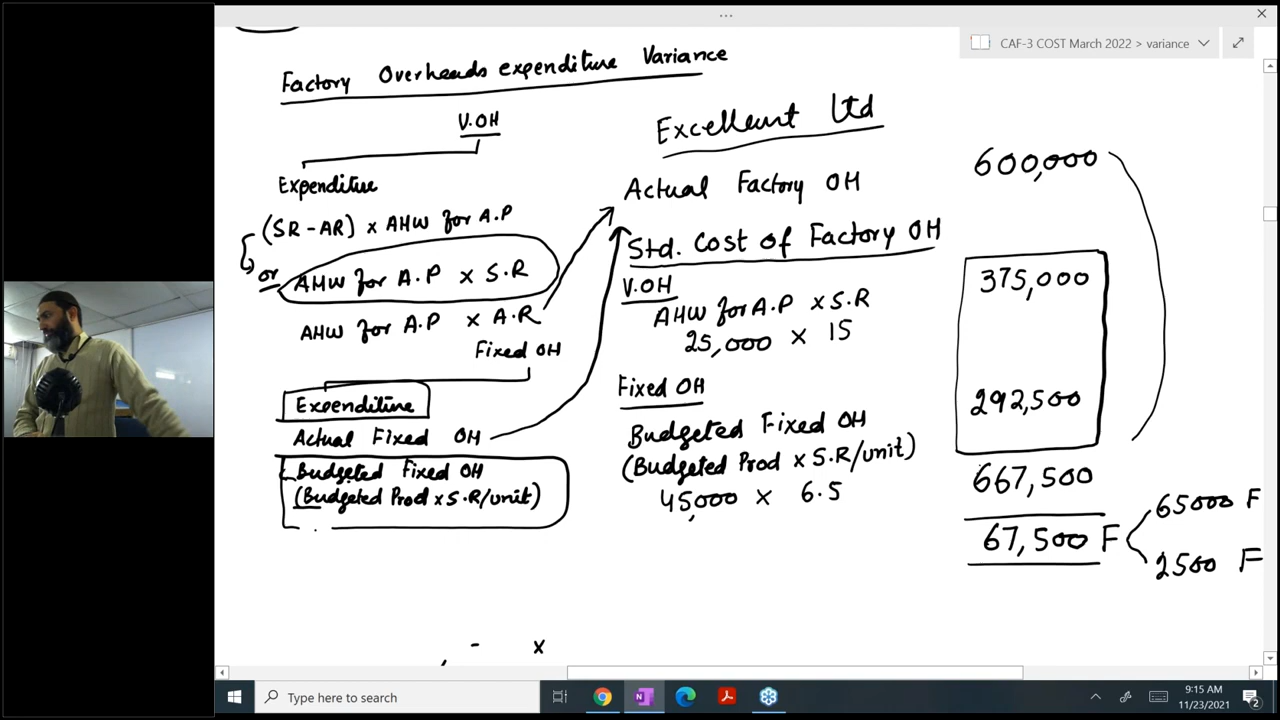 CAF-3 COST March 2022 > variance
Factory Overheads expenditure Variance
V.OH
Expenditure
(SR-AR) x AHW for A.P
or AHW for A.P x S.R
AHW for A.P x A.R
Fixed OH
Expenditure
Actual Fixed OH
Budgeted Fixed OH
(Budgeted Prod x S.R/unit)
Excellent Ltd
Actual Factory OH 600,000
Std. Cost of Factory OH
V.OH 375,000
AHW for A.P x S.R
25,000 x 15
Fixed OH
Budgeted Fixed OH 292,500
(Budgeted Prod x S.R/unit)
45,000 x 6.5
667,500
67,500 F
65000 F
2500 F
x
Type here to search
9:15 AM
11/23/2021
2